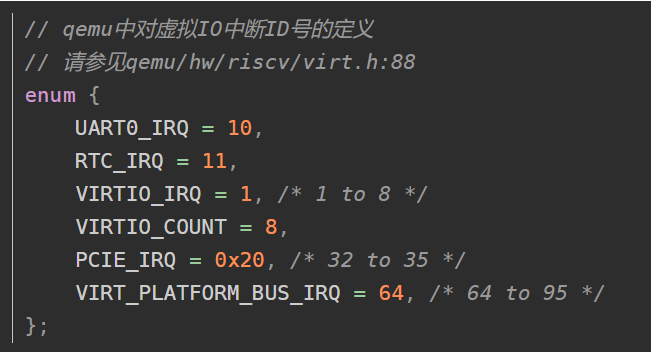 // qemu中对虚拟IO中断ID号的定义
// 请参见qemu/hw/riscv/virt.h:88
enum {
    UART0_IRQ = 10,
    RTC_IRQ = 11,
    VIRTIO_IRQ = 1, /* 1 to 8 */
    VIRTIO_COUNT = 8,
    PCIE_IRQ = 0x20, /* 32 to 35 */
    VIRT_PLATFORM_BUS_IRQ = 64, /* 64 to 95 */
};